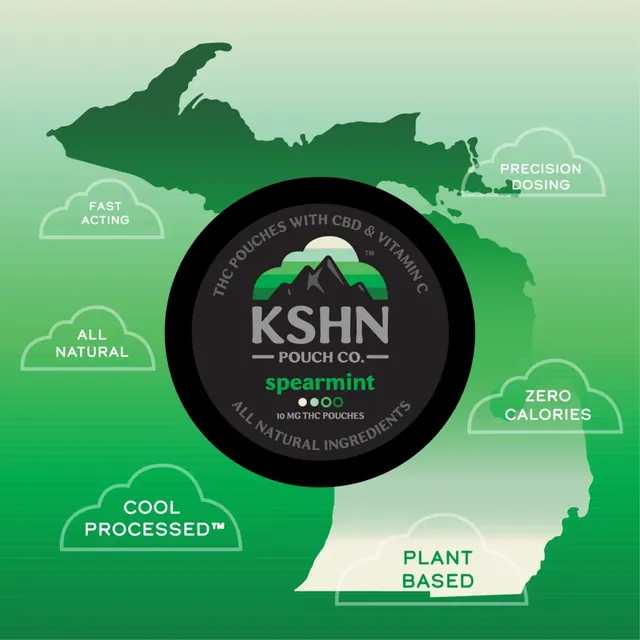 PRECISION
DOSING
FAST
ACTING
THC POUCHES WITH CBD & VITAMIN C
™
KSHN
POUCH CO.
spearmint
10 MG THC POUCHES
ALL NATURAL INGREDIENTS
ALL
NATURAL
ZERO
CALORIES
COOL
PROCESSED™
PLANT
BASED